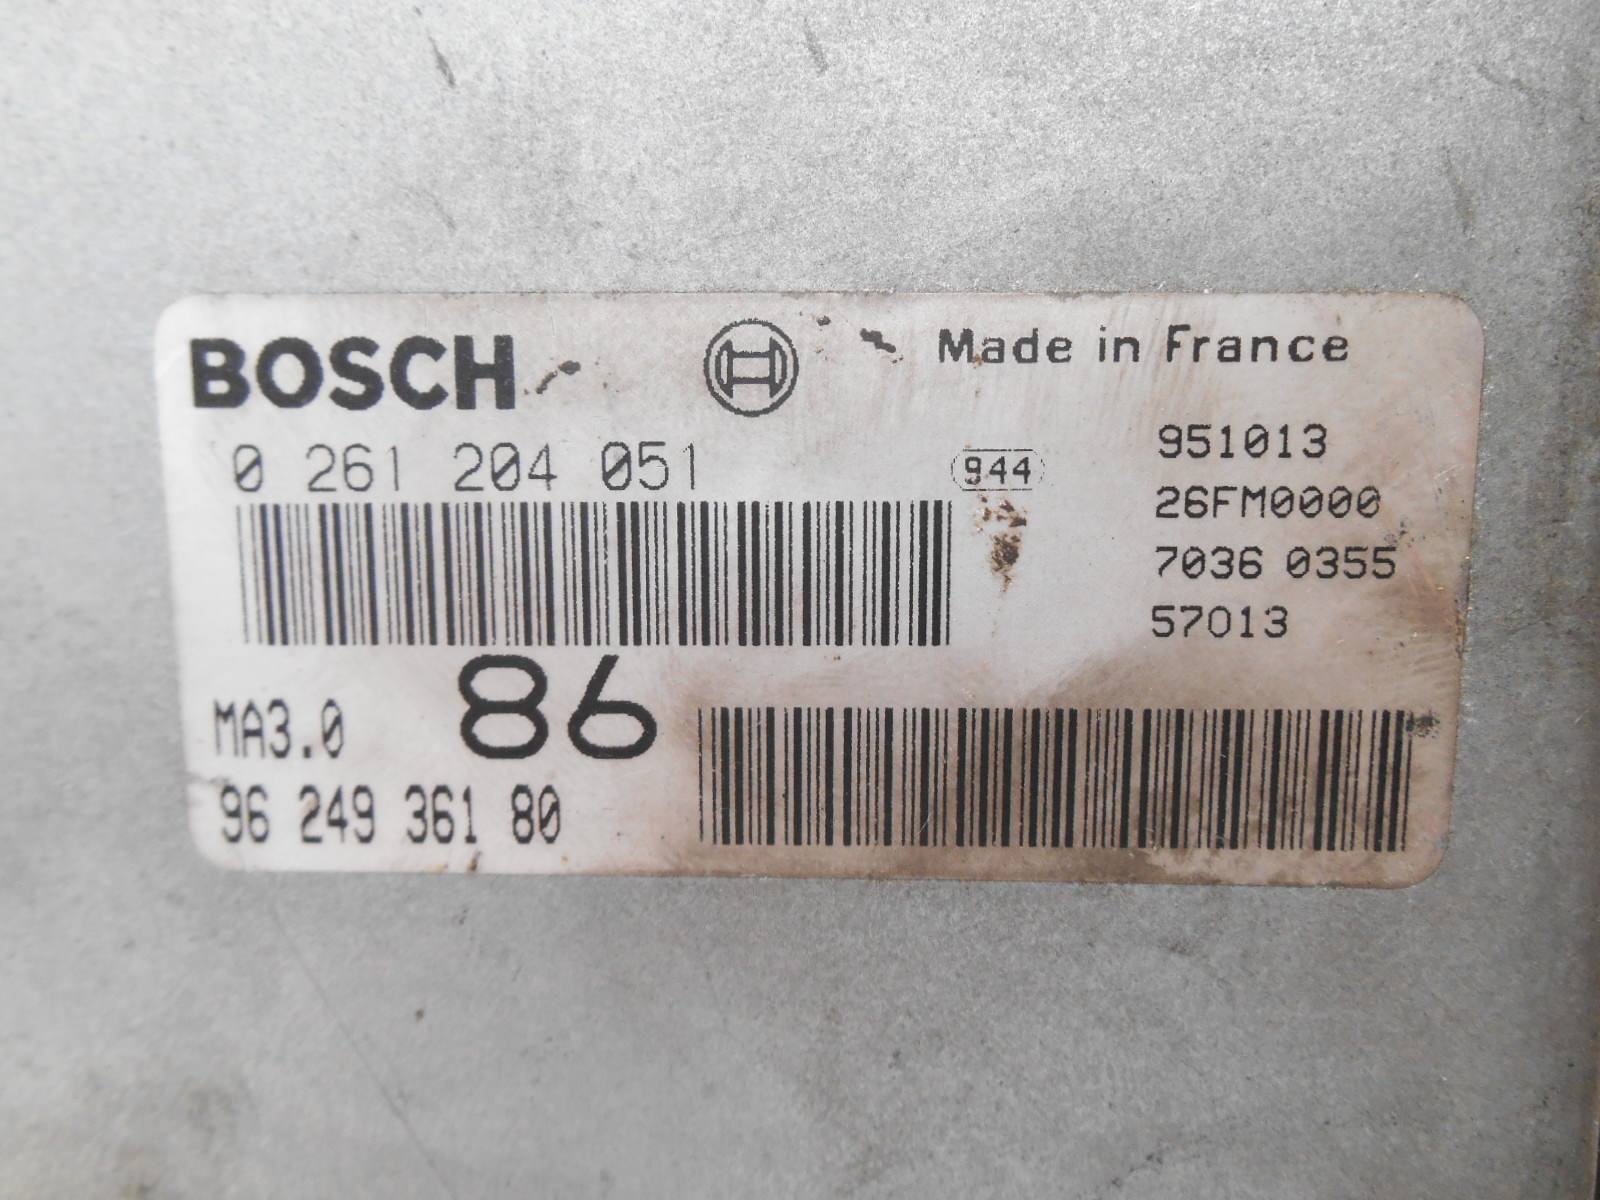 BOSCH
Made in France
0 261 204 051
944
951013
26FM0000
7036 0355
57013
MA3.0
86
96 249 361 80